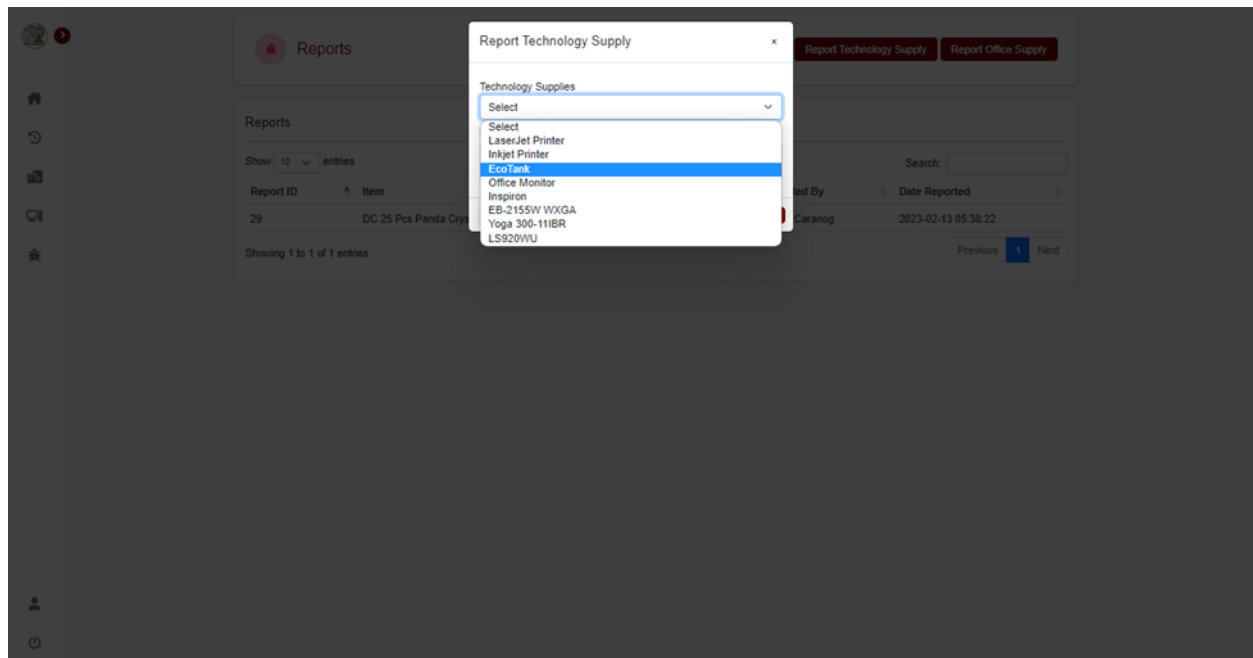 Reports
Report Technology Supply ×
Report Technology Supply
Report Office Supply
Technology Supplies
Select
Select
LaserJet Printer
Inkjet Printer
EcoTank
Office Monitor
Inspiron
EB-2155W WXGA
Yoga 300-11IBR
LS920WU
Reports
Show 10 entries
Search:
Report ID Item ted By Date Reported
29 DC 25 Pcs Panda Crys Caranog 2023-02-13 05:38:22
Showing 1 to 1 of 1 entries
Previous 1 Next